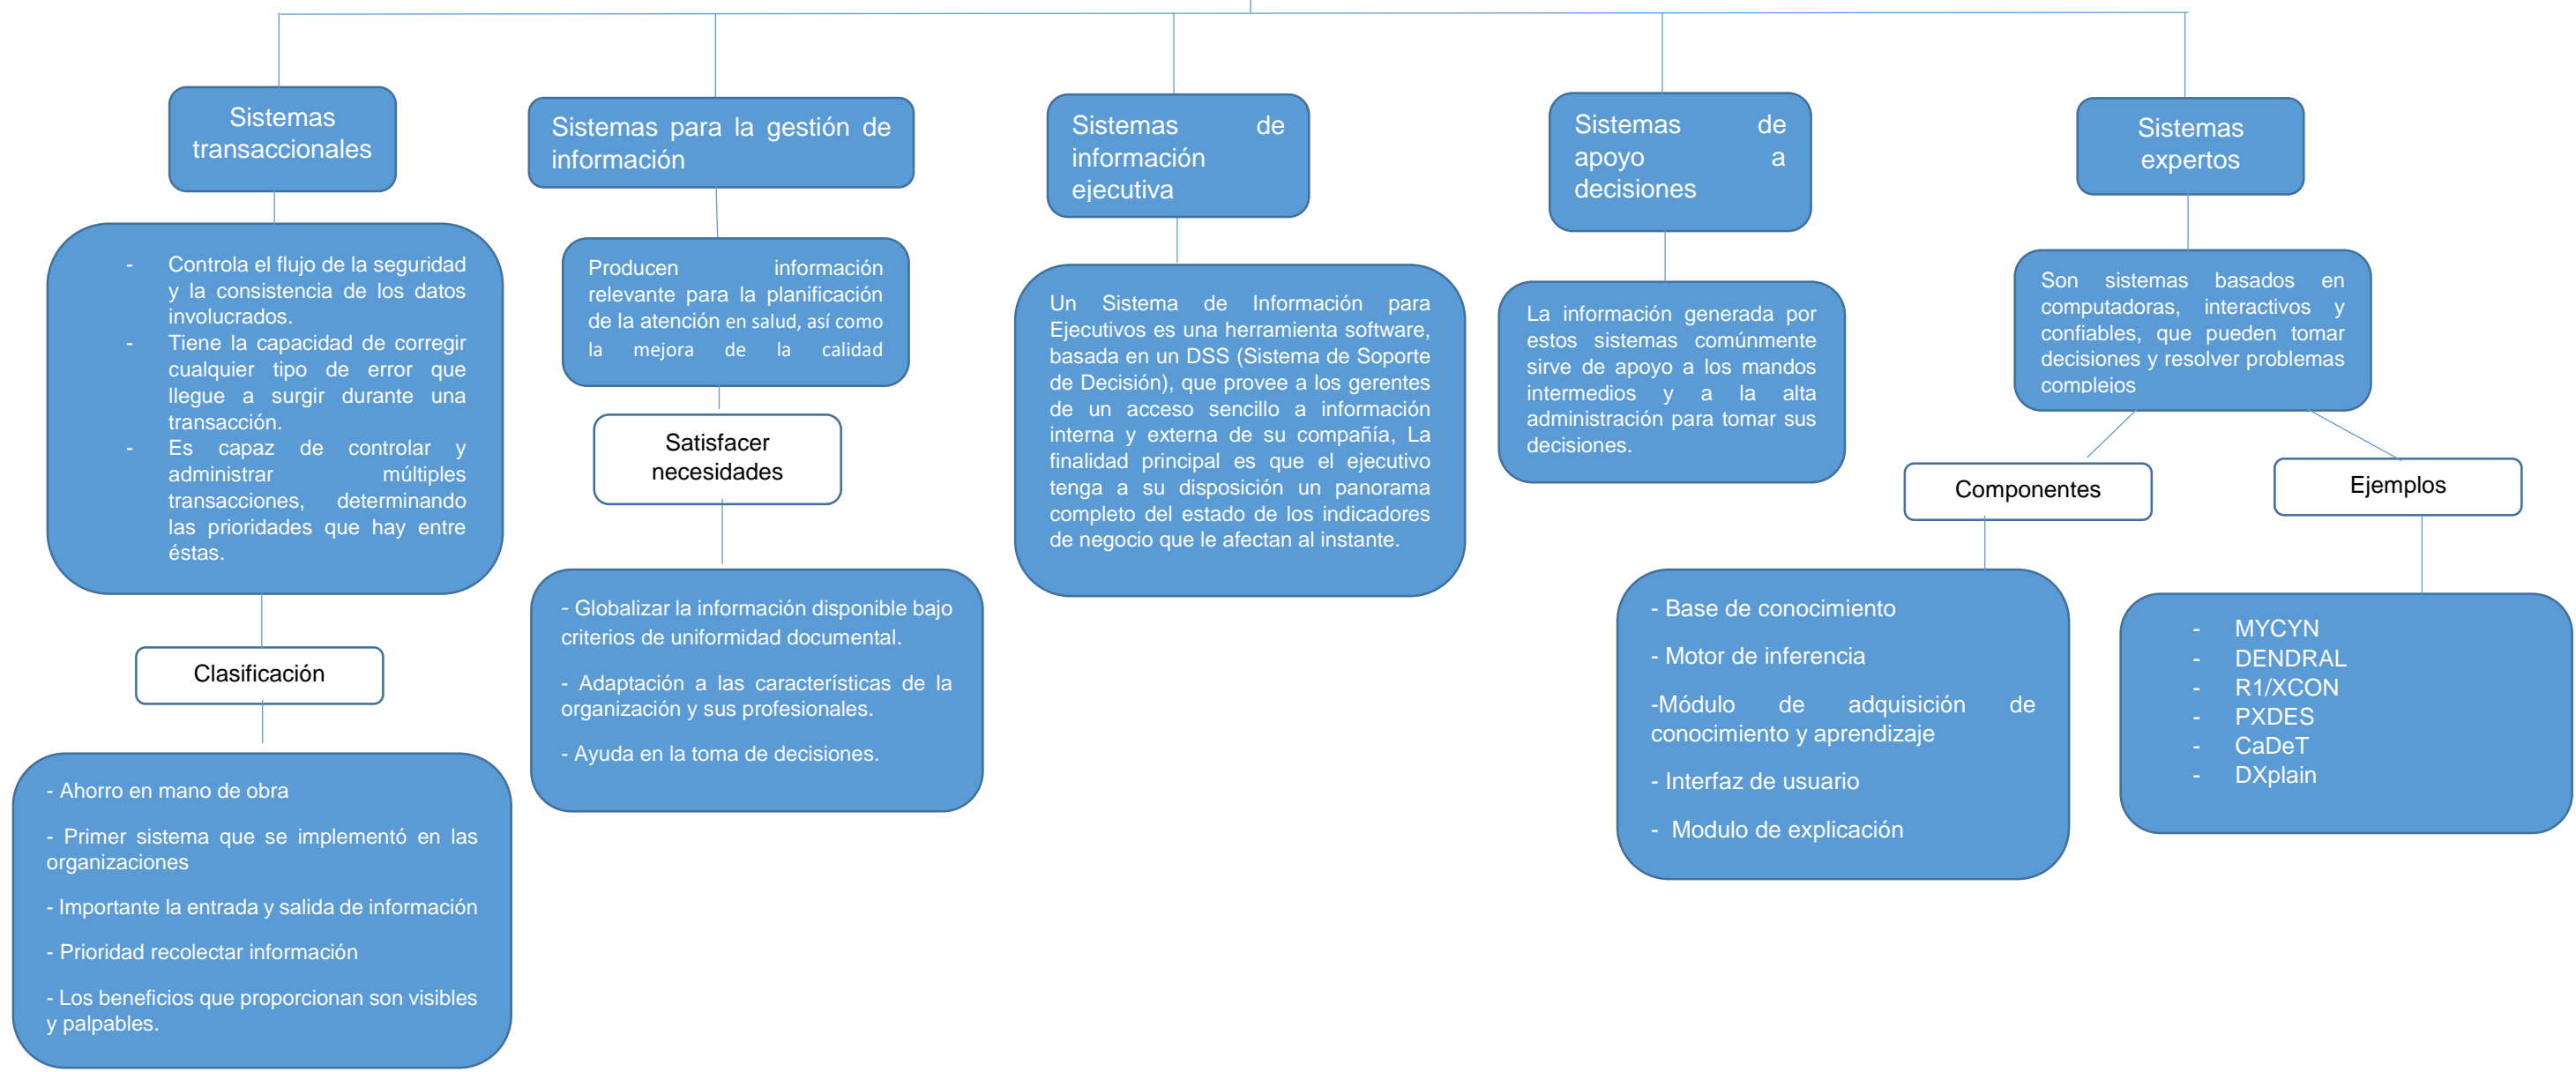 Sistemas
transaccionales
- Controla el flujo de la seguridad
y la consistencia de los datos
involucrados.
- Tiene la capacidad de corregir
cualquier tipo de error que
llegue a surgir durante una
transacción.
- Es capaz de controlar y
administrar múltiples
transacciones, determinando
las prioridades que hay entre
éstas.
Clasificación
- Ahorro en mano de obra
- Primer sistema que se implementó en las
organizaciones
- Importante la entrada y salida de información
- Prioridad recolectar información
- Los beneficios que proporcionan son visibles
y palpables.
Sistemas para la gestión de
información
Producen información
relevante para la planificación
de la atención en salud, así como
la mejora de la calidad
Satisfacer
necesidades
- Globalizar la información disponible bajo
criterios de uniformidad documental.
- Adaptación a las características de la
organización y sus profesionales.
- Ayuda en la toma de decisiones.
Sistemas de
información
ejecutiva
Un Sistema de Información para
Ejecutivos es una herramienta software,
basada en un DSS (Sistema de Soporte
de Decisión), que provee a los gerentes
de un acceso sencillo a información
interna y externa de su compañía, La
finalidad principal es que el ejecutivo
tenga a su disposición un panorama
completo del estado de los indicadores
de negocio que le afectan al instante.
Sistemas de
apoyo a
decisiones
La información generada por
estos sistemas comúnmente
sirve de apoyo a los mandos
intermedios y a la alta
administración para tomar sus
decisiones.
Sistemas
expertos
Son sistemas basados en
computadoras, interactivos y
confiables, que pueden tomar
decisiones y resolver problemas
complejos
Componentes
- Base de conocimiento
- Motor de inferencia
-Módulo de adquisición de
conocimiento y aprendizaje
- Interfaz de usuario
- Modulo de explicación
Ejemplos
- MYCYN
- DENDRAL
- R1/XCON
- PXDES
- CaDeT
- DXplain